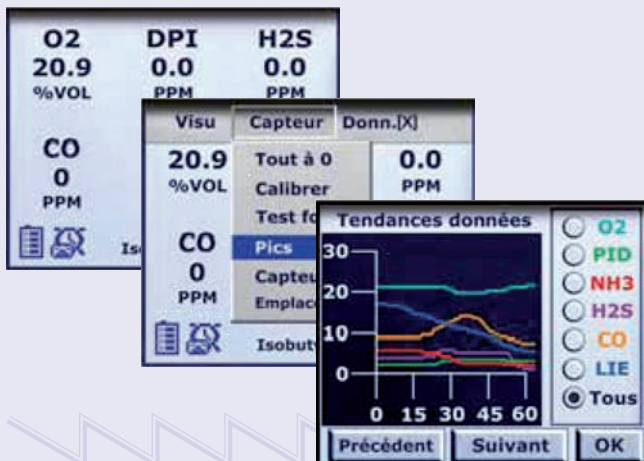 O2 DPI H2S
20.9 0.0 0.0
%VOL PPM PPM
CO
0
PPM
Visu Capteur Donn.[X]
20.9 Tout à 0 0.0
%VOL Calibrer PPM
Test
CO Pics
0
PPM
Tendances données
30
20
10
0
0 15 30 45 60
O2
PID
NH3
H2S
CO
LIE
Tous
Précédent Suivant OK